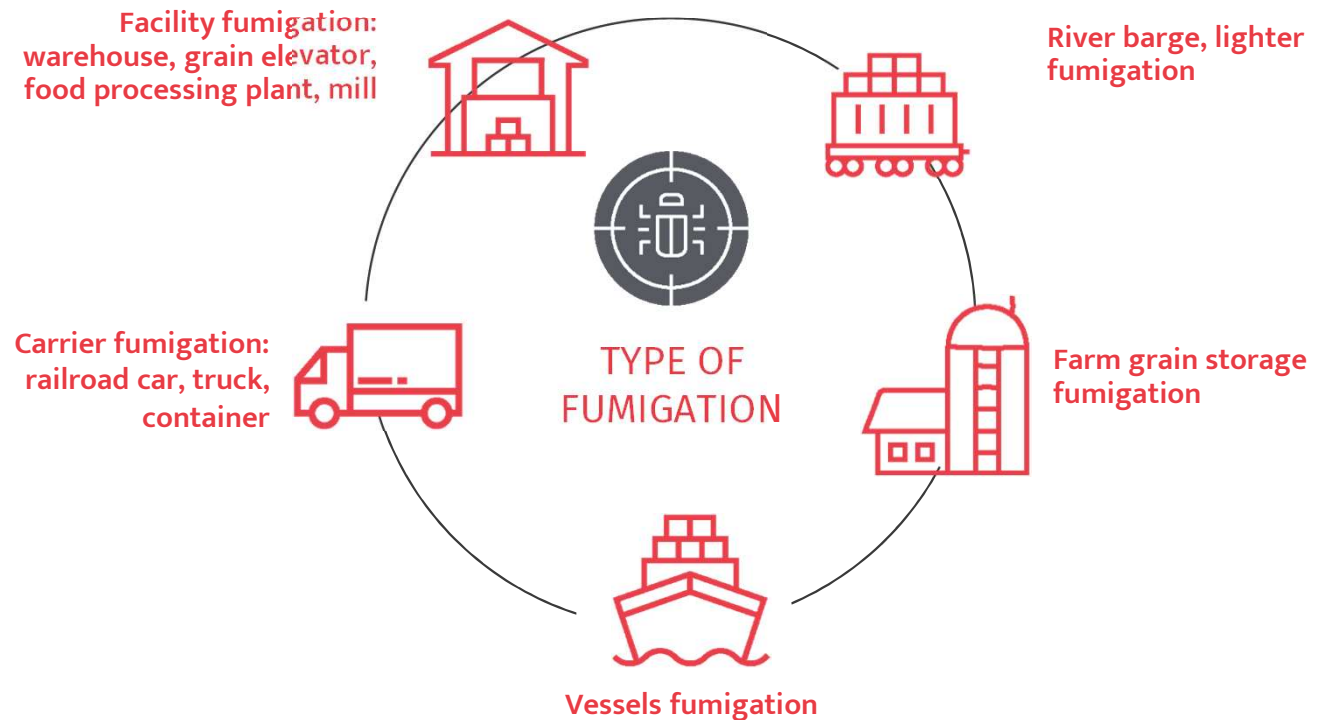 Facility fumigation:
warehouse, grain elevator,
food processing plant, mill
River barge, lighter
fumigation
Carrier fumigation:
railroad car, truck,
container
TYPE OF
FUMIGATION
Farm grain storage
fumigation
Vessels fumigation